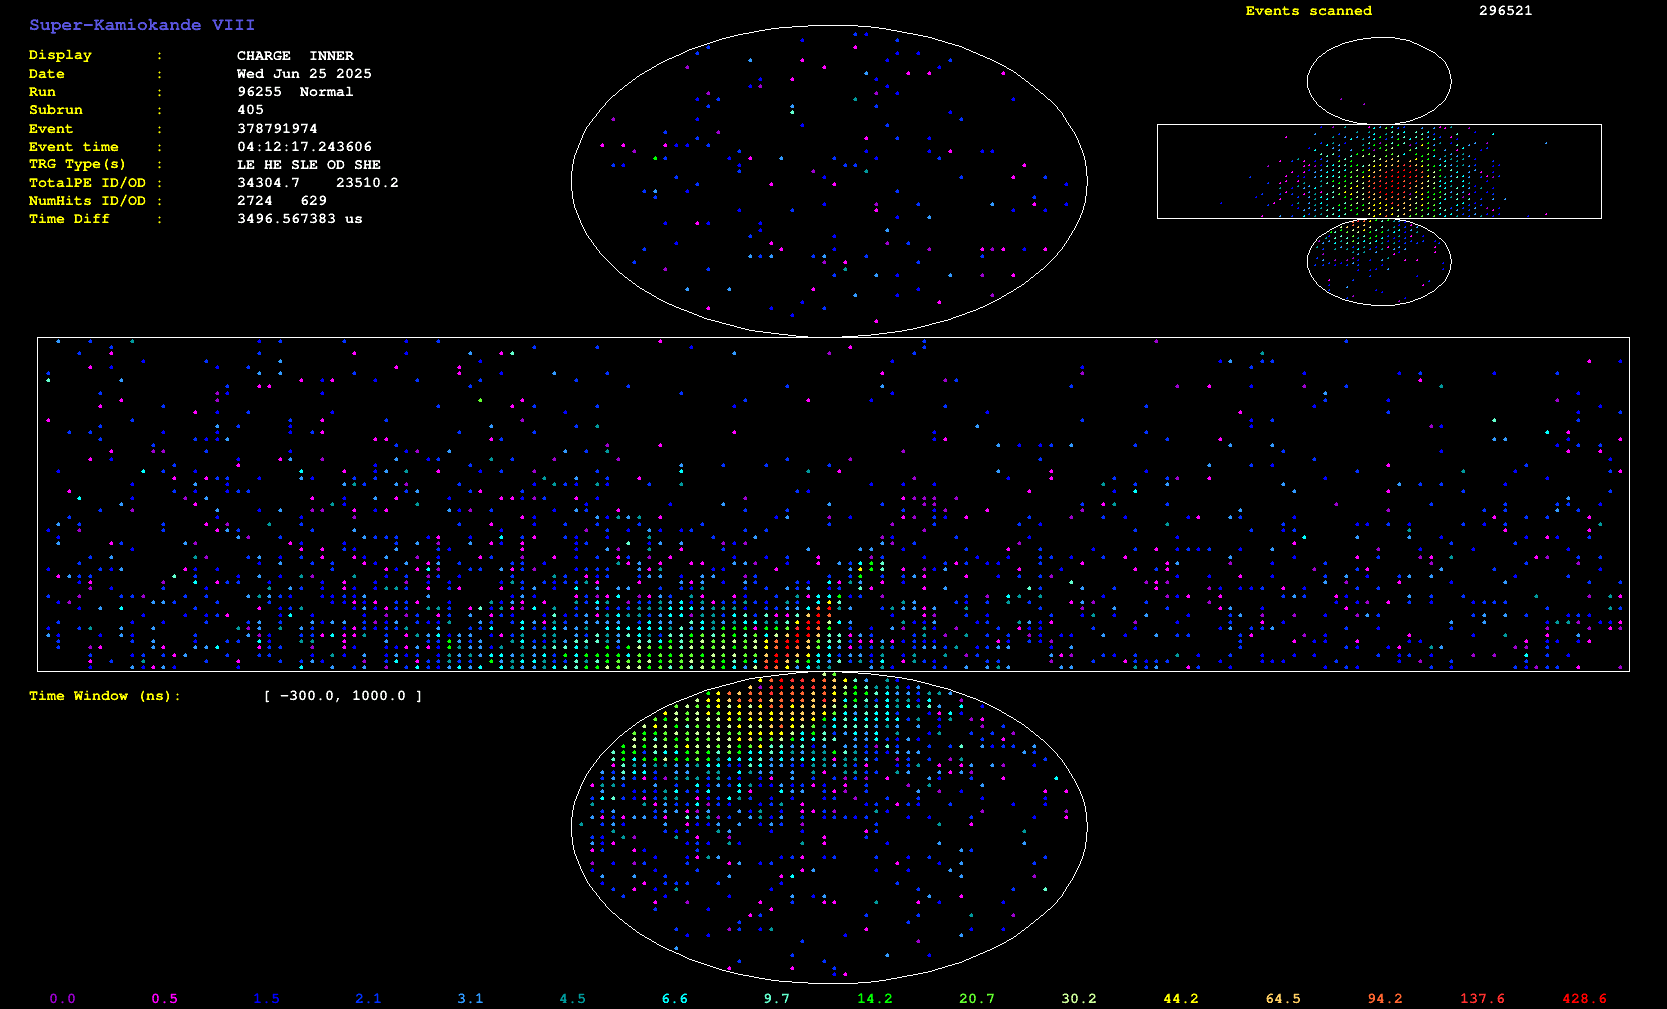 Super-Kamiokande VIII
Events scanned 296521
Display : CHARGE INNER
Date : Wed Jun 25 2025
Run : 96255 Normal
Subrun : 405
Event : 378791974
Event time : 04:12:17.243606
TRG Type(s) : LE HE SLE OD SHE
TotalPE ID/OD : 34304.7 23510.2
NumHits ID/OD : 2724 629
Time Diff : 3496.567383 us
Time Window (ns): [ -300.0, 1000.0 ]
0.0 0.5 1.5 2.1 3.1 4.5 6.6 9.7 14.2 20.7 30.2 44.2 64.5 94.2 137.6 428.6